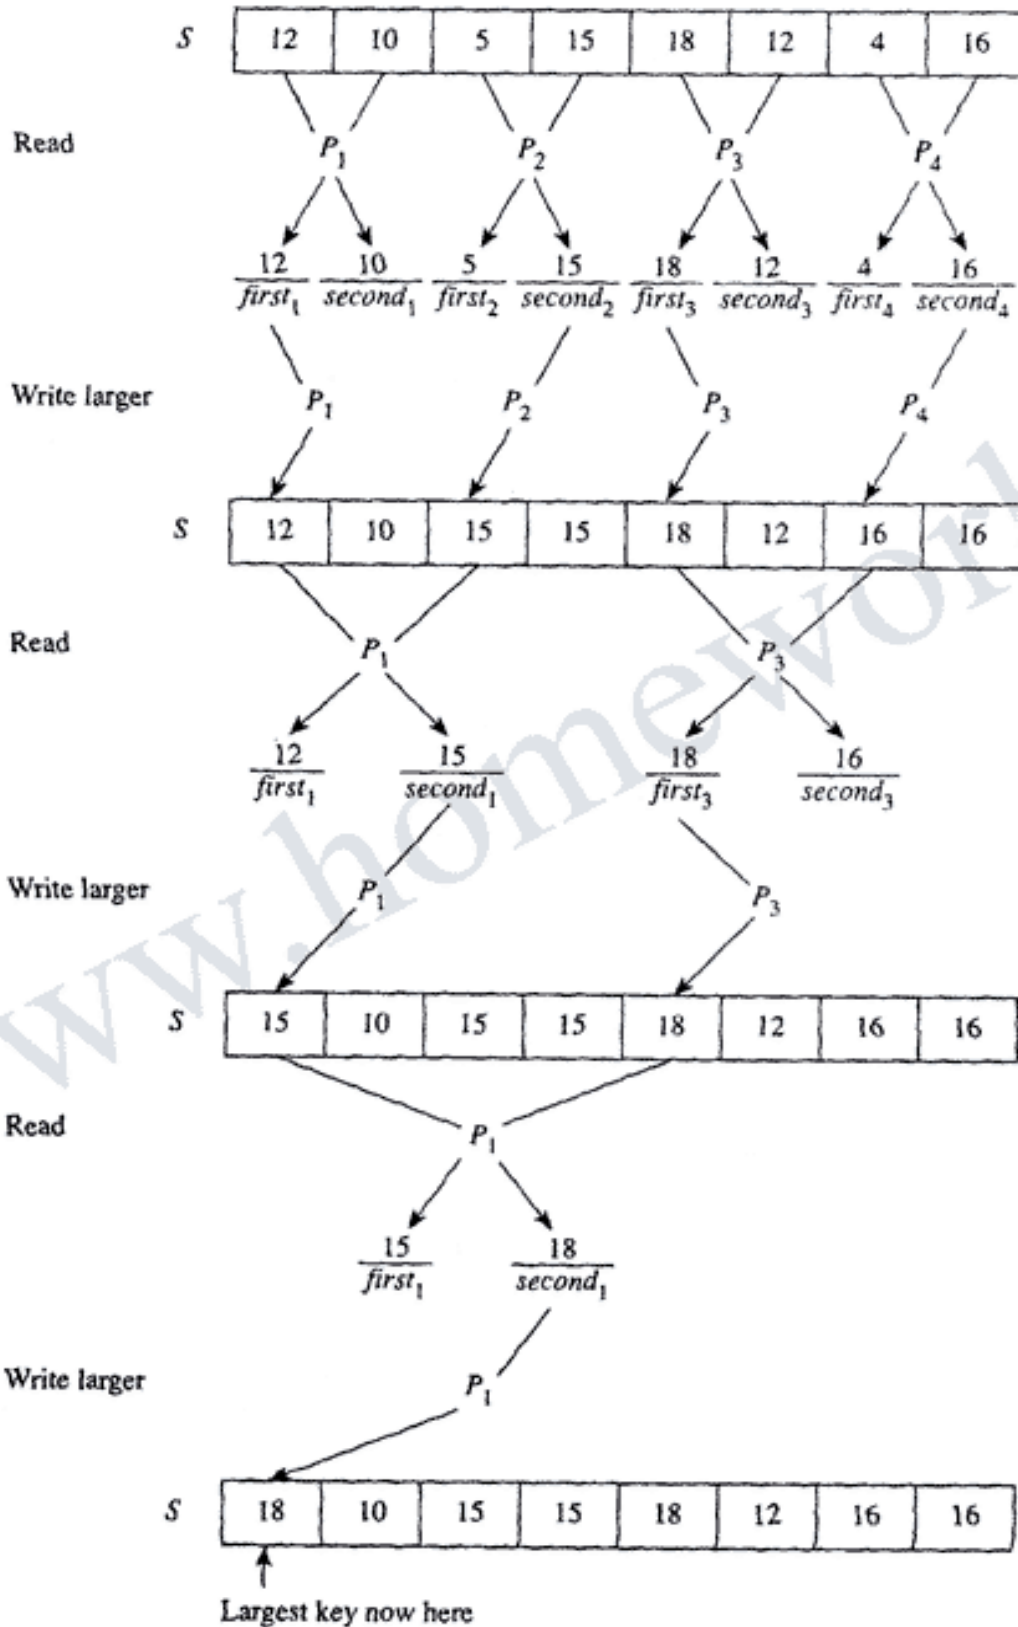 S 12 10 5 15 18 12 4 16
Read
P1 P2 P3 P4
12 10 5 15 18 12 4 16
first1 second1 first2 second2 first3 second3 first4 second4
Write larger
P1 P2 P3 P4
S 12 10 15 15 18 12 16 16
Read
P1 P3
12 15 18 16
first1 second1 first3 second3
Write larger
P1 P3
S 15 10 15 15 18 12 16 16
Read
P1
15 18
first1 second1
Write larger
P1
S 18 10 15 15 18 12 16 16
Largest key now here
ww.homework